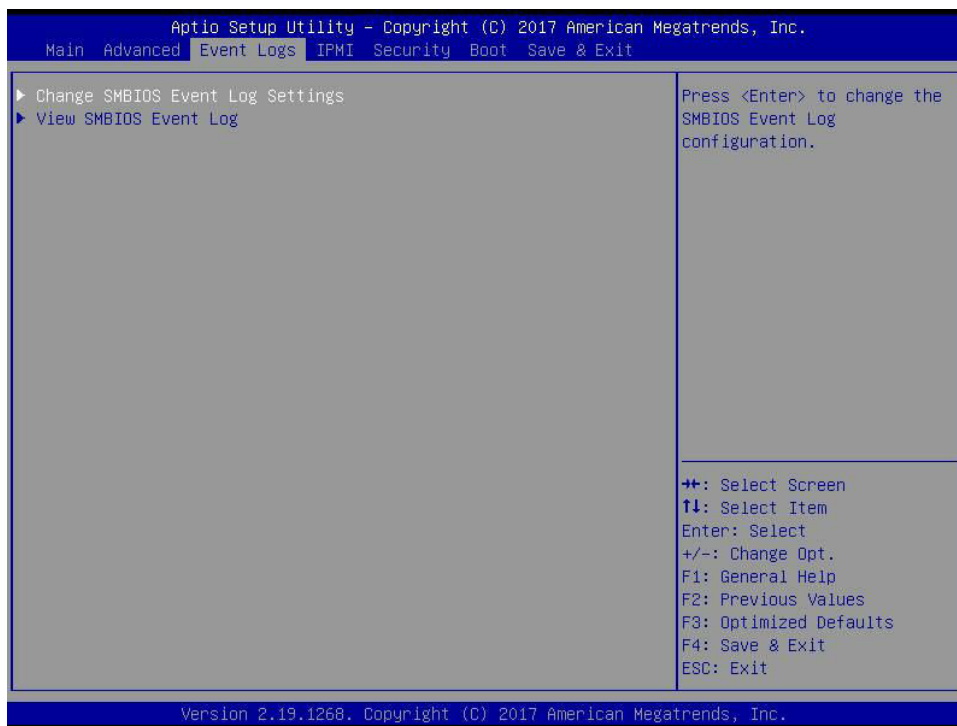 Aptio Setup Utility – Copyright (C) 2017 American Megatrends, Inc.
Main Advanced Event Logs IPMI Security Boot Save & Exit
▶ Change SMBIOS Event Log Settings
▶ View SMBIOS Event Log
Press <Enter> to change the
SMBIOS Event Log
configuration.
→←: Select Screen
↑↓: Select Item
Enter: Select
+/-: Change Opt.
F1: General Help
F2: Previous Values
F3: Optimized Defaults
F4: Save & Exit
ESC: Exit
Version 2.19.1268. Copyright (C) 2017 American Megatrends, Inc.